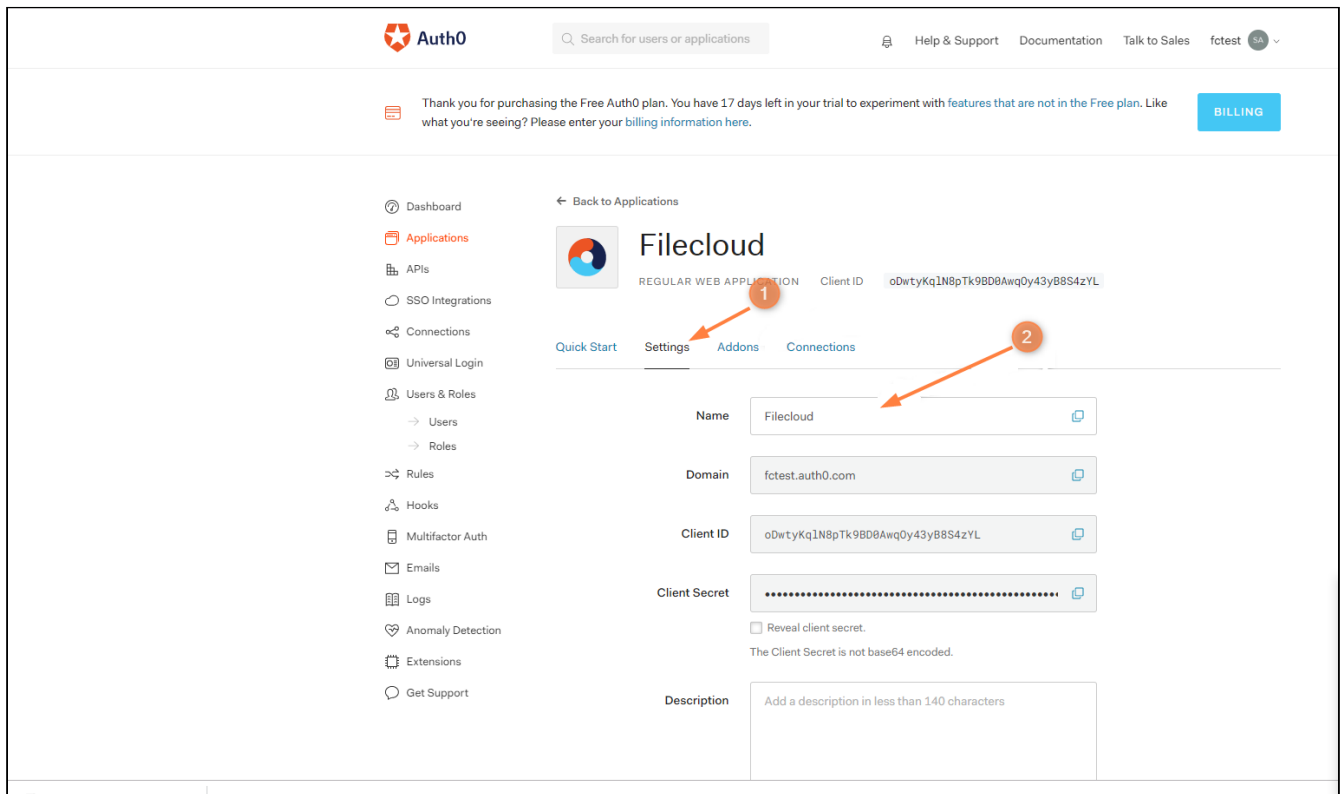 Auth0
Search for users or applications
Help & Support
Documentation
Talk to Sales
fctest
SA
Thank you for purchasing the Free Auth0 plan. You have 17 days left in your trial to experiment with features that are not in the Free plan. Like
what you're seeing? Please enter your billing information here.
BILLING
Dashboard
Applications
APIs
SSO Integrations
Connections
Universal Login
Users & Roles
Users
Roles
Rules
Hooks
Multifactor Auth
Emails
Logs
Anomaly Detection
Extensions
Get Support
← Back to Applications
Filecloud
REGULAR WEB APPLICATION
Client ID
oDwtyKqlN8pTk9BD0AwqOy43yB8S4zYL
1
2
Quick Start
Settings
Addons
Connections
Name
Filecloud
Domain
fctest.auth0.com
Client ID
oDwtyKqlN8pTk9BD0AwqOy43yB8S4zYL
Client Secret
Reveal client secret.
The Client Secret is not base64 encoded.
Description
Add a description in less than 140 characters